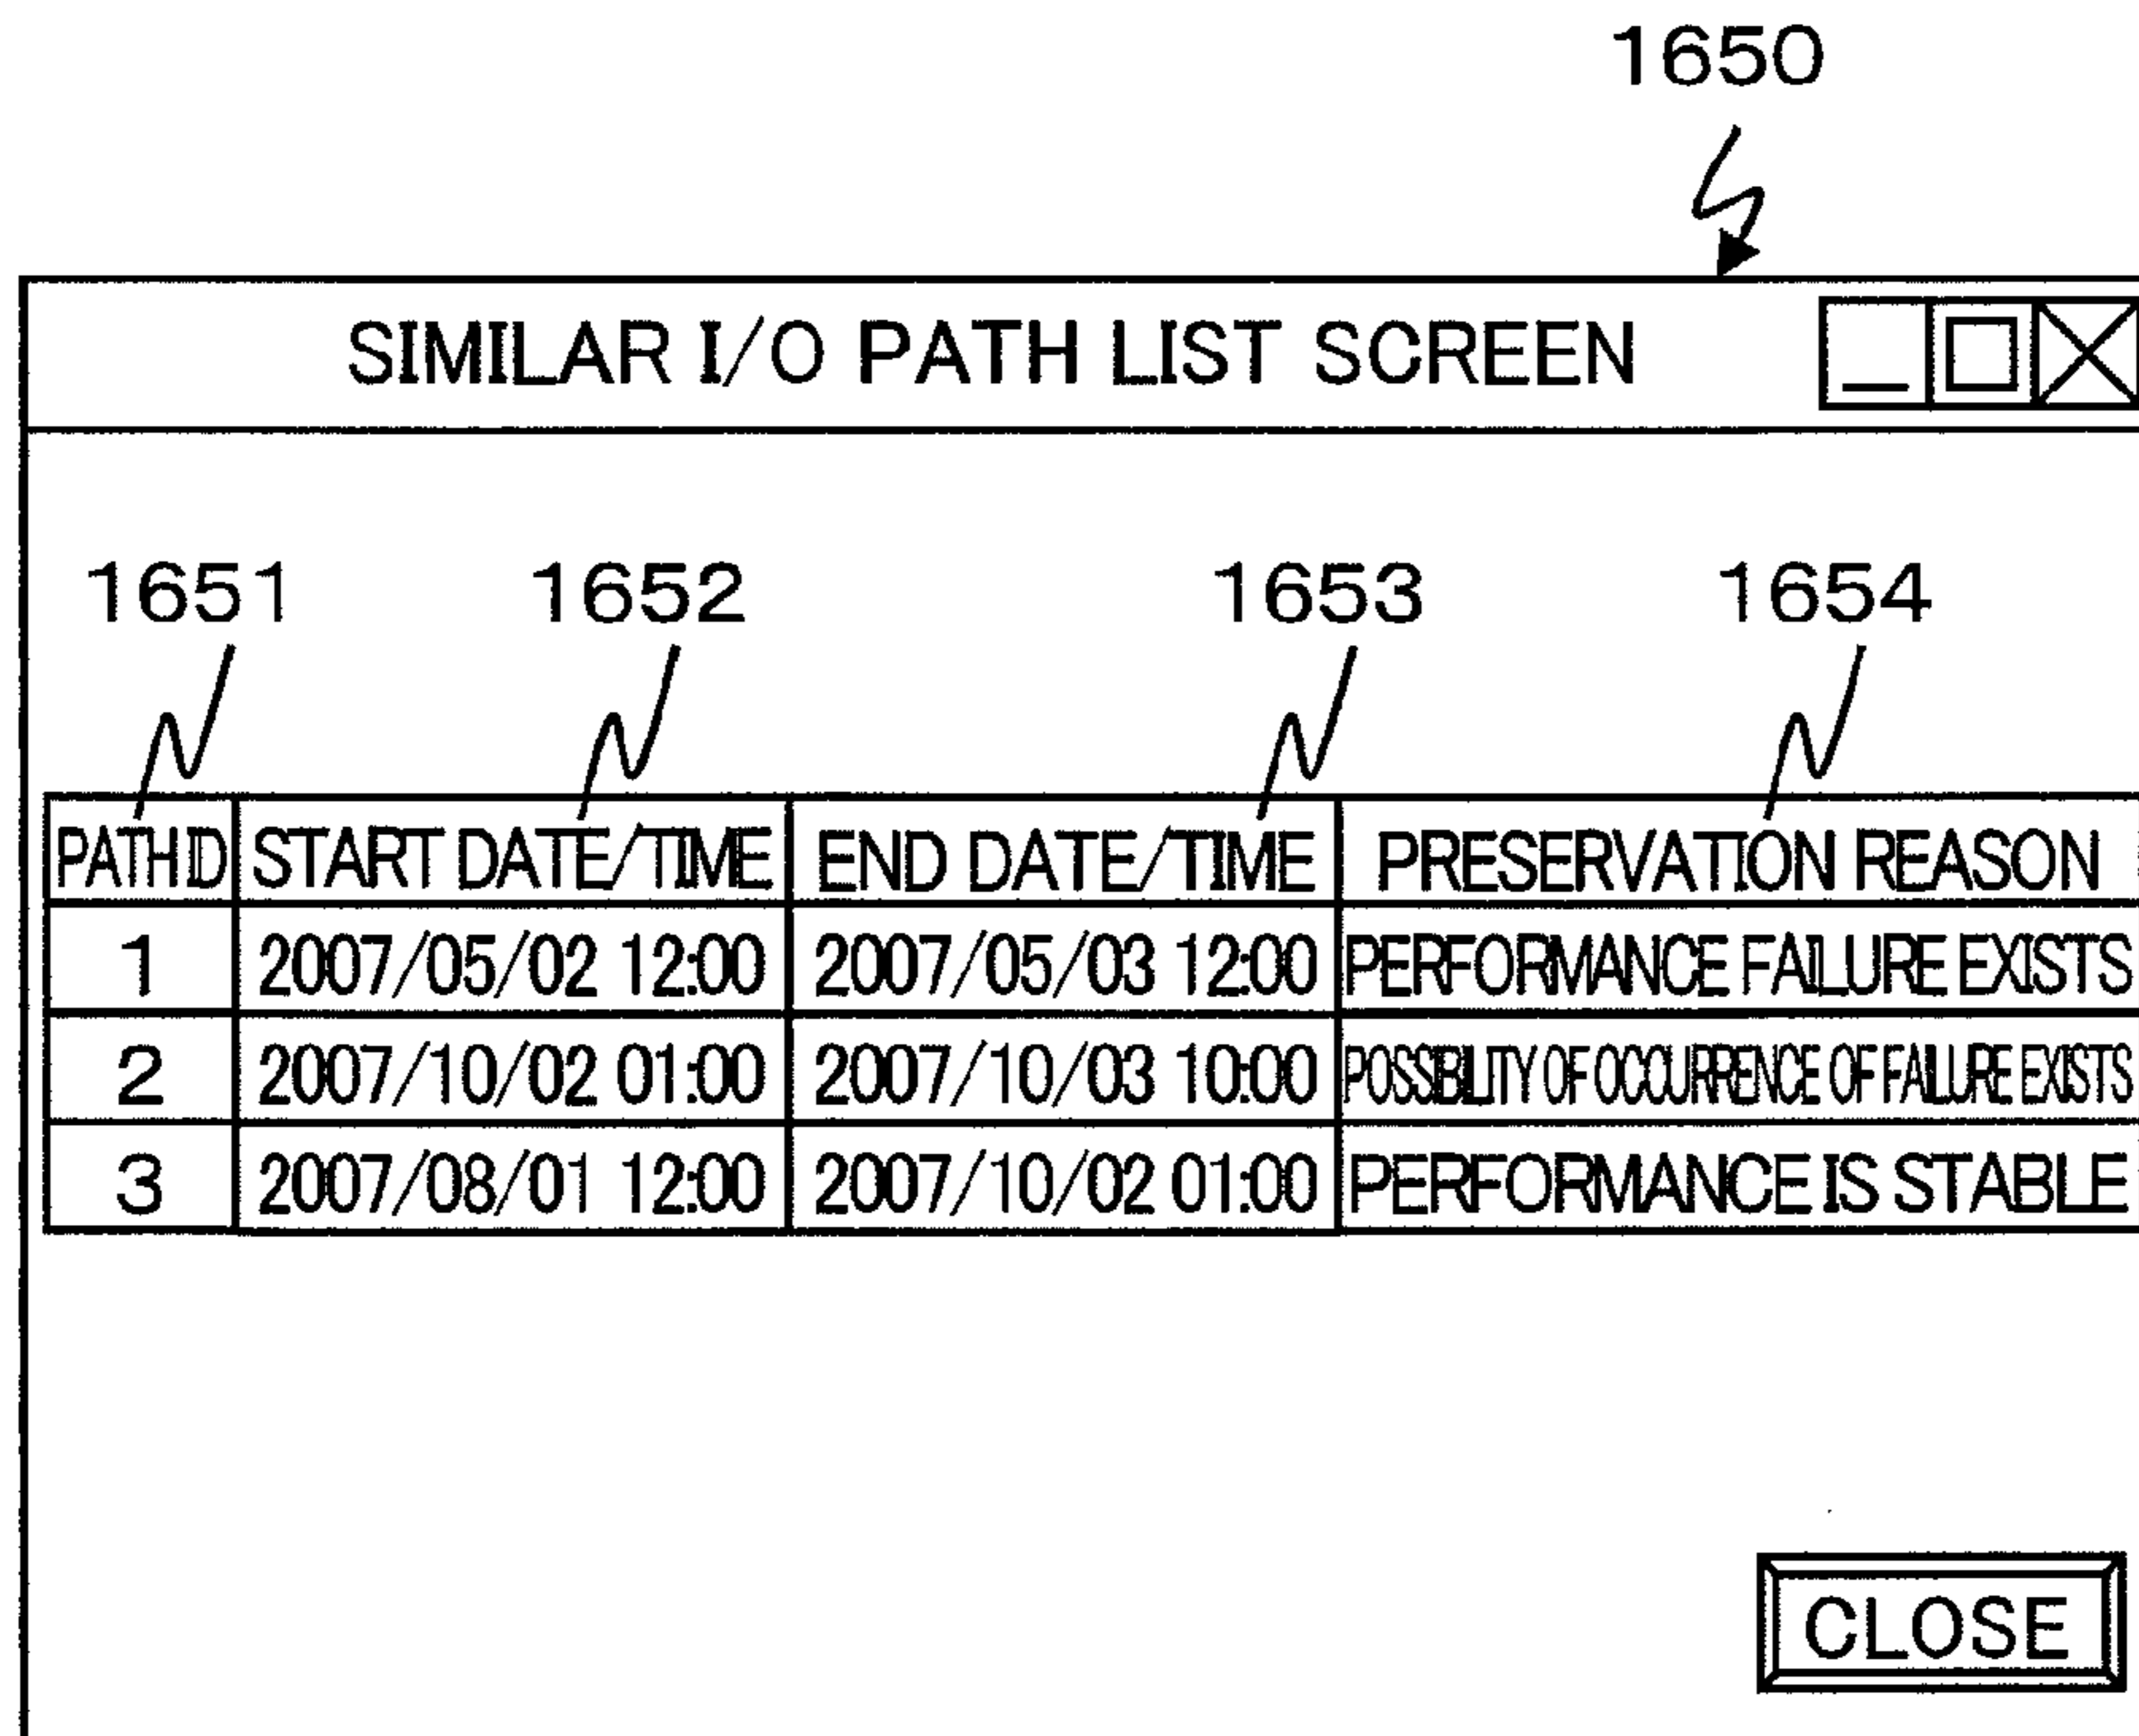 1650
SIMILAR I/O PATH LIST SCREEN
1651 1652 1653 1654
PATH ID START DATE/TIME END DATE/TIME PRESERVATION REASON
1 2007/05/02 12:00 2007/05/03 12:00 PERFORMANCE FAILURE EXISTS
2 2007/10/02 01:00 2007/10/03 10:00 POSSIBILITY OF OCCURRENCE OF FAILURE EXISTS
3 2007/08/01 12:00 2007/10/02 01:00 PERFORMANCE IS STABLE
CLOSE